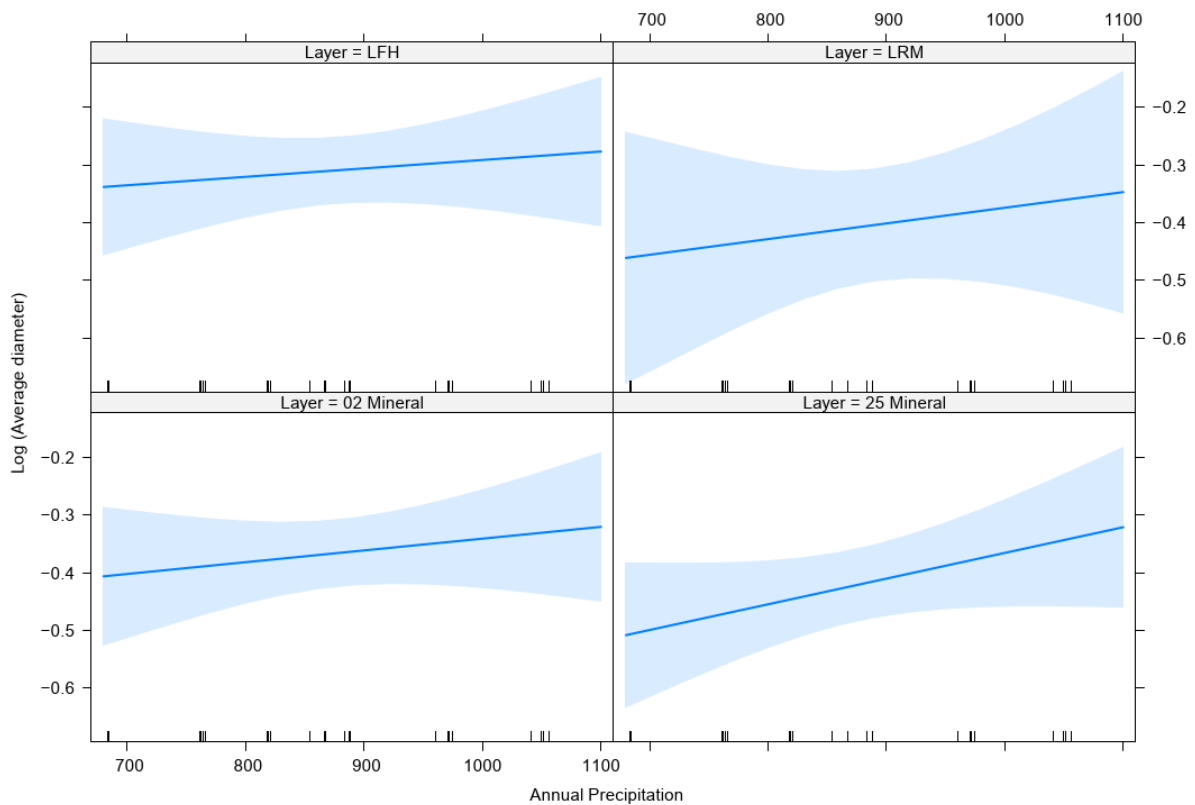 700 800 900 1000 1100
Layer = LFH Layer = LRM
−0.2
−0.3
−0.4
−0.5
−0.6
Layer = 02 Mineral Layer = 25 Mineral
−0.2
−0.3
−0.4
−0.5
−0.6
700 800 900 1000 1100
Log (Average diameter)
Annual Precipitation